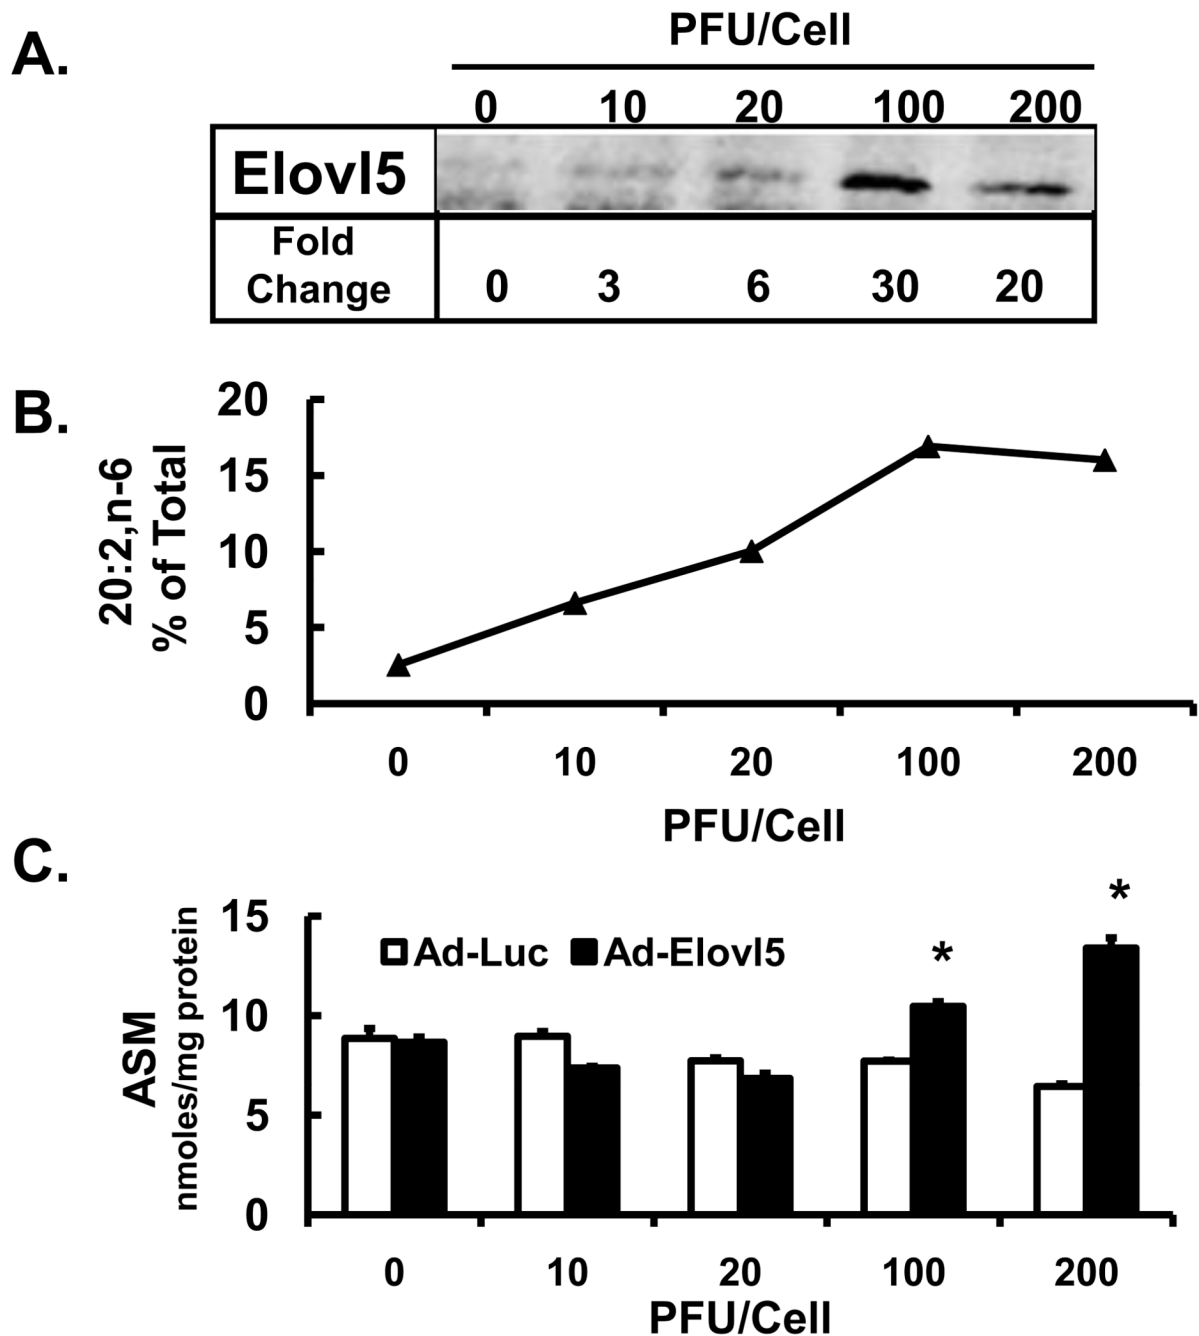 A.
PFU/Cell
0 10 20 100 200
Elovl5
Fold
Change
0 3 6 30 20
B.
20:2,n-6
% of Total
20
15
10
5
0
0 10 20 100 200
PFU/Cell
C.
ASM
nmoles/mg protein
15
10
5
0
Ad-Luc Ad-Elovl5
*
*
0 10 20 100 200
PFU/Cell